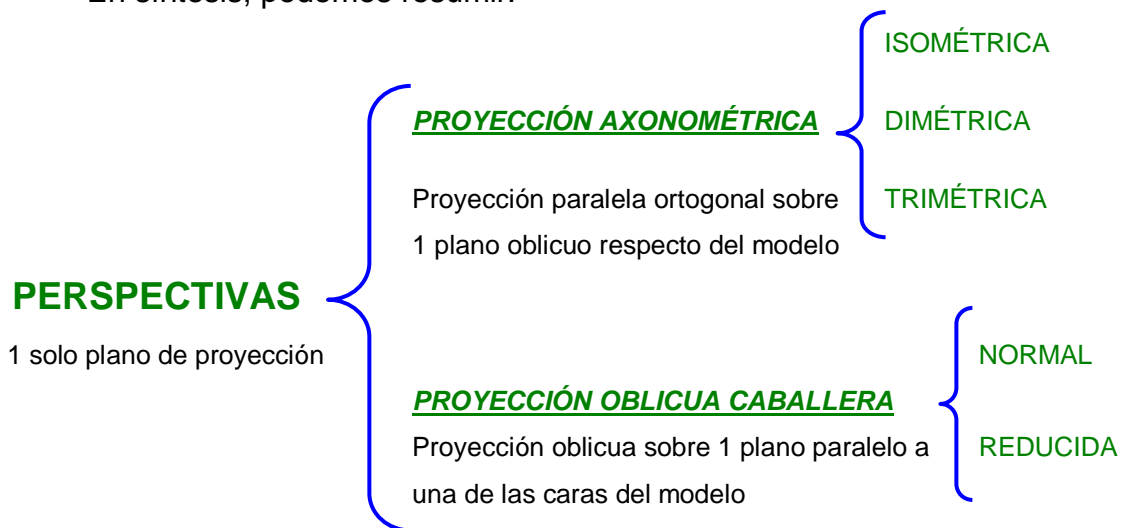 En síntesis, podemos resumir:
ISOMÉTRICA
PROYECCIÓN AXONOMÉTRICA
DIMÉTRICA
Proyección paralela ortogonal sobre
TRIMÉTRICA
1 plano oblicuo respecto del modelo
PERSPECTIVAS
1 solo plano de proyección
NORMAL
PROYECCIÓN OBLICUA CABALLERA
Proyección oblicua sobre 1 plano paralelo a
REDUCIDA
una de las caras del modelo